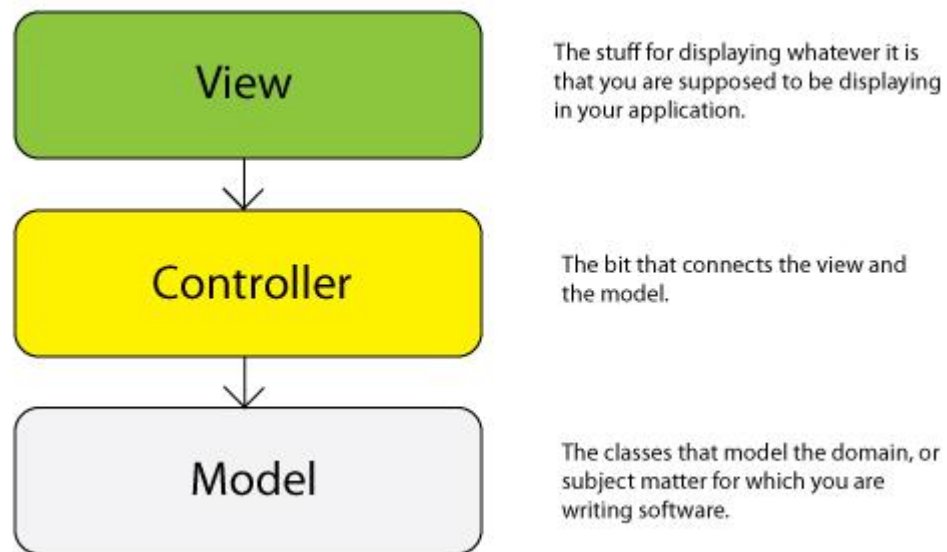 View
The stuff for displaying whatever it is
that you are supposed to be displaying
in your application.
Controller
The bit that connects the view and
the model.
Model
The classes that model the domain, or
subject matter for which you are
writing software.